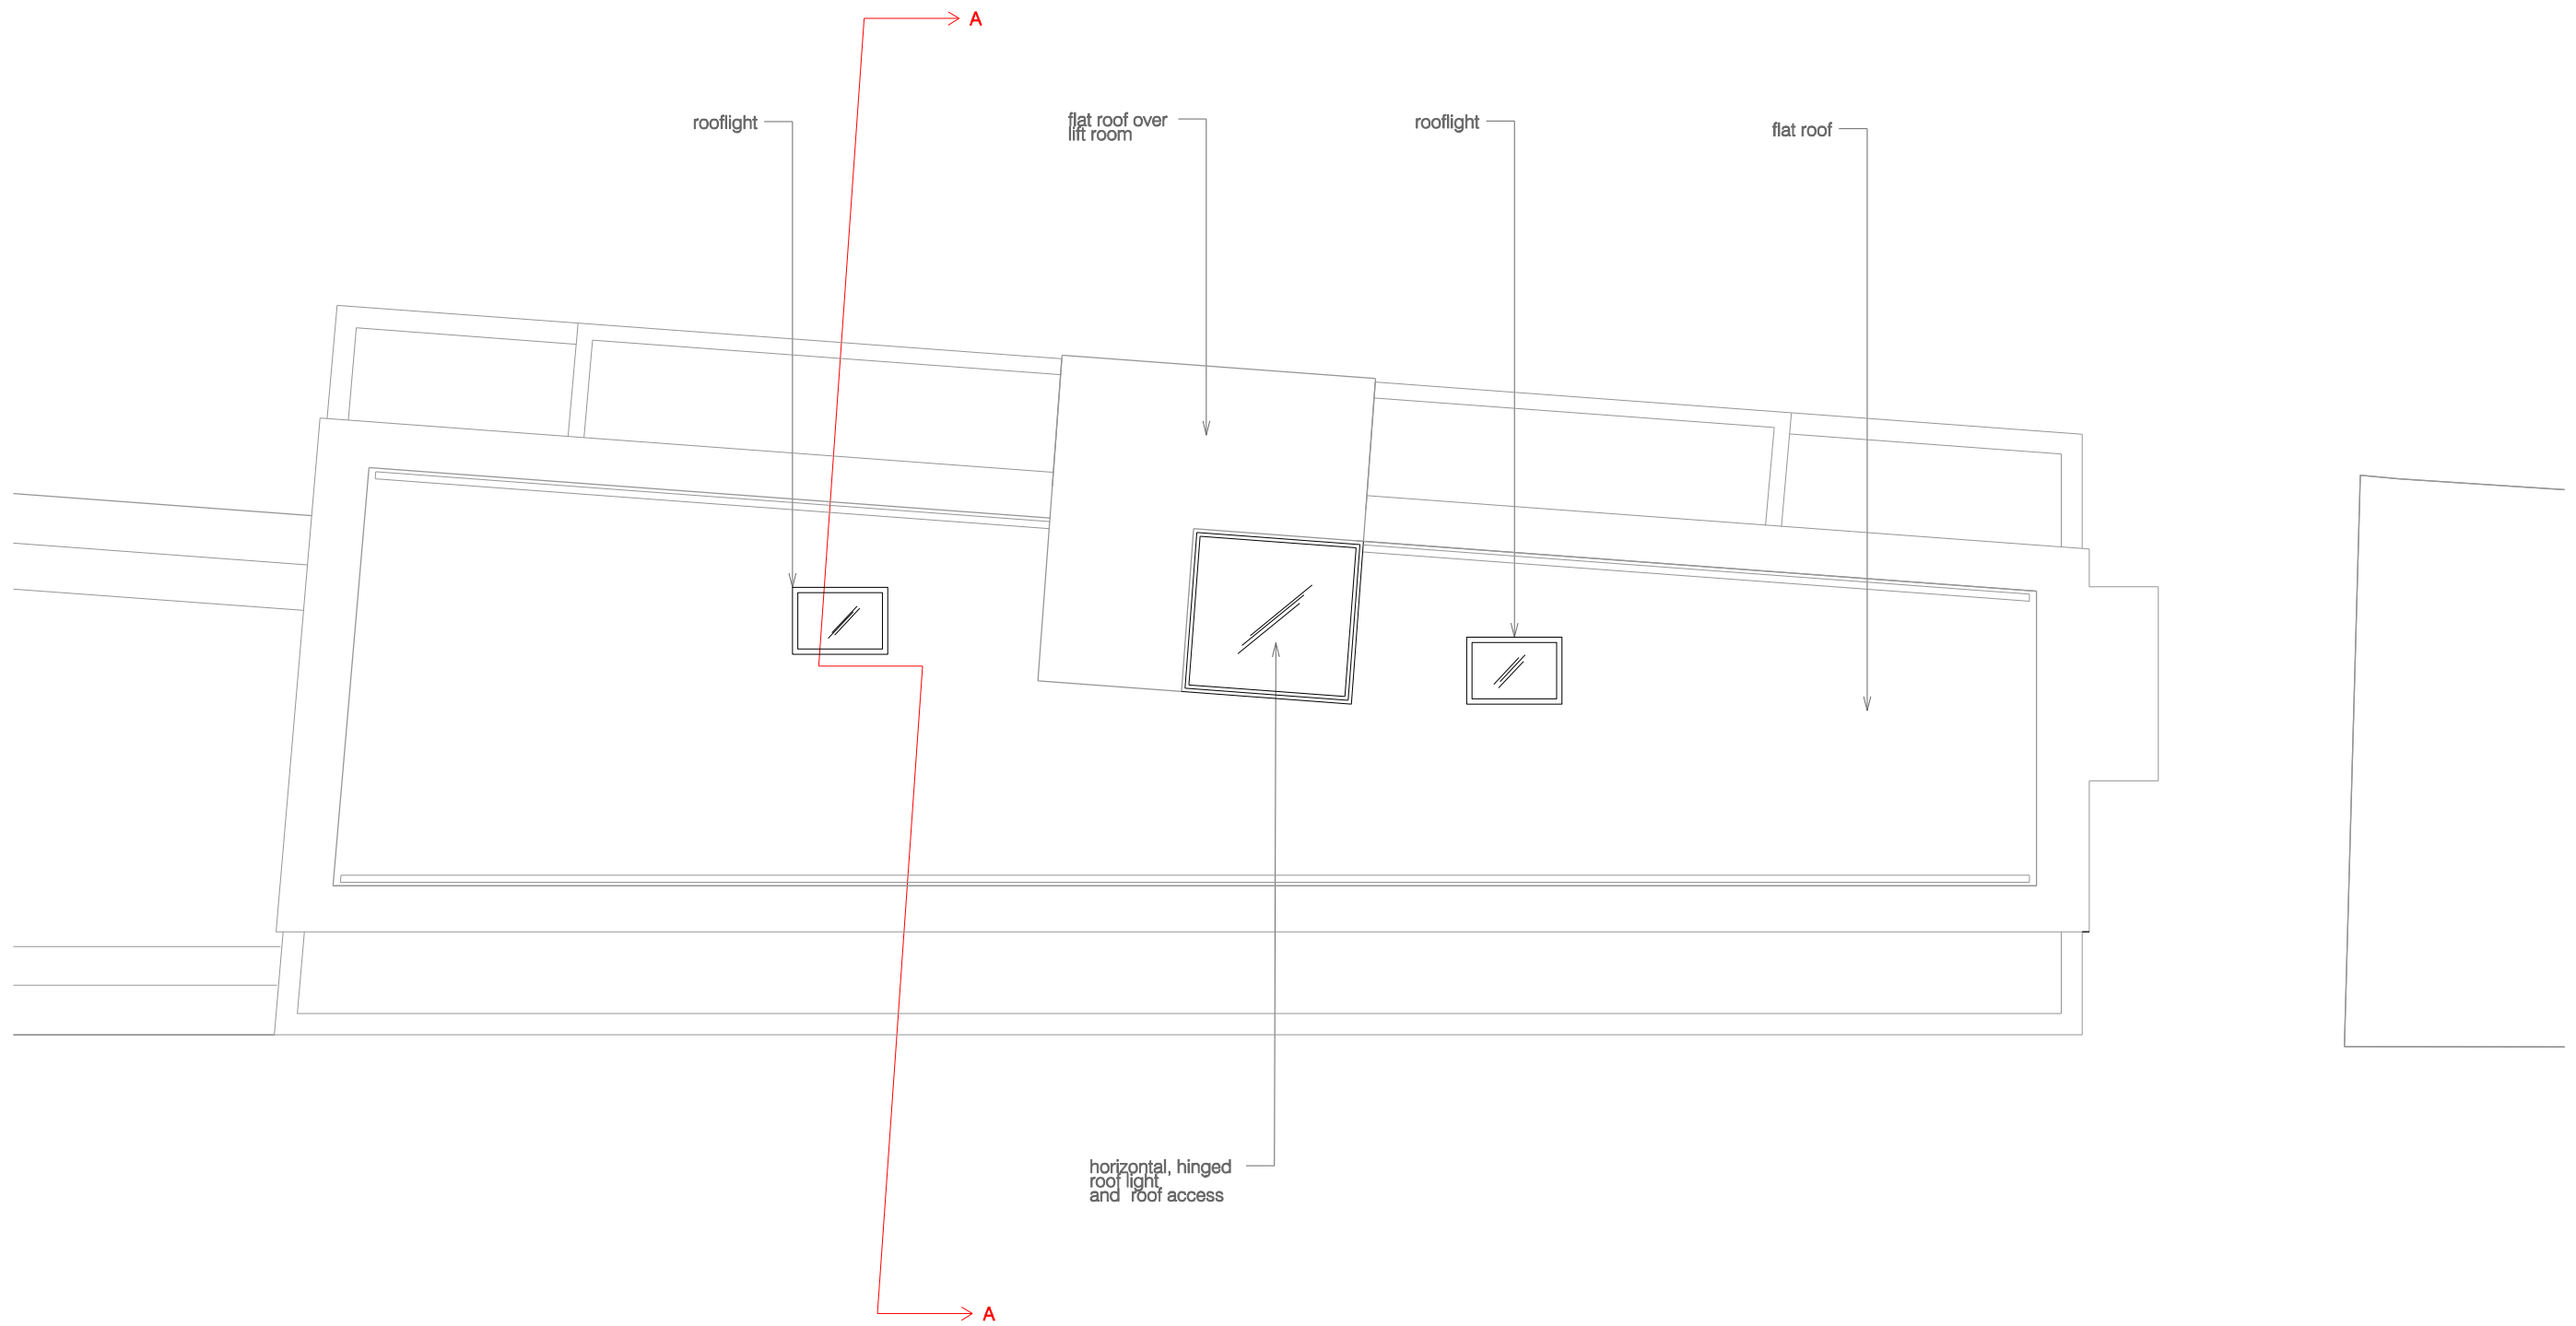 A
rooflight
flat roof over
lift room
rooflight
flat roof
horizontal, hinged
roof light
and roof access
A